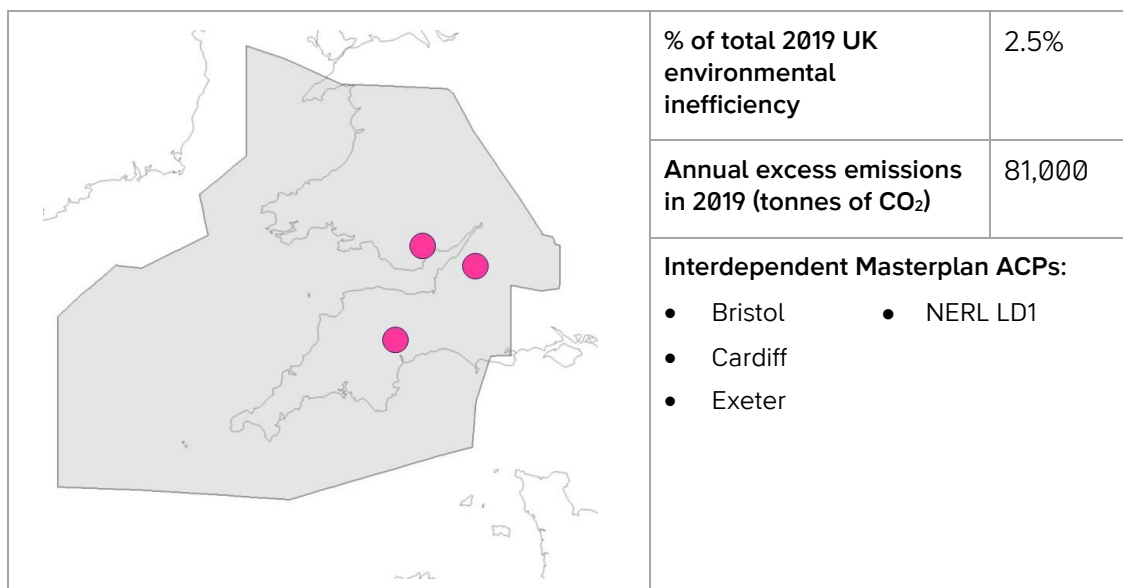 % of total 2019 UK
environmental
inefficiency
2.5%
Annual excess emissions
in 2019 (tonnes of CO₂)
81,000
Interdependent Masterplan ACPs:
• Bristol
• NERL LD1
• Cardiff
• Exeter